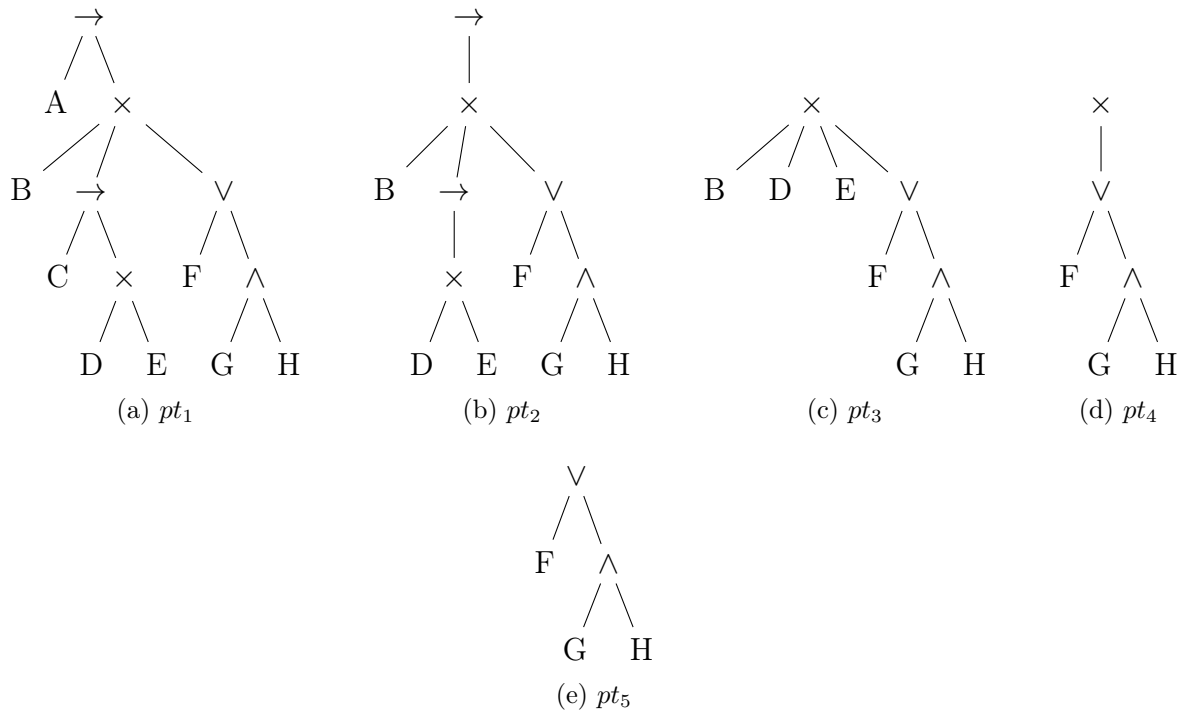 → →
A × × × ×
B → ∨ B → ∨ B D E ∨ ∨
C × F ∧ × F ∧ F ∧ F ∧
D E G H D E G H G H G H
(a) pt₁ (b) pt₂ (c) pt₃ (d) pt₄
∨
F ∧
G H
(e) pt₅